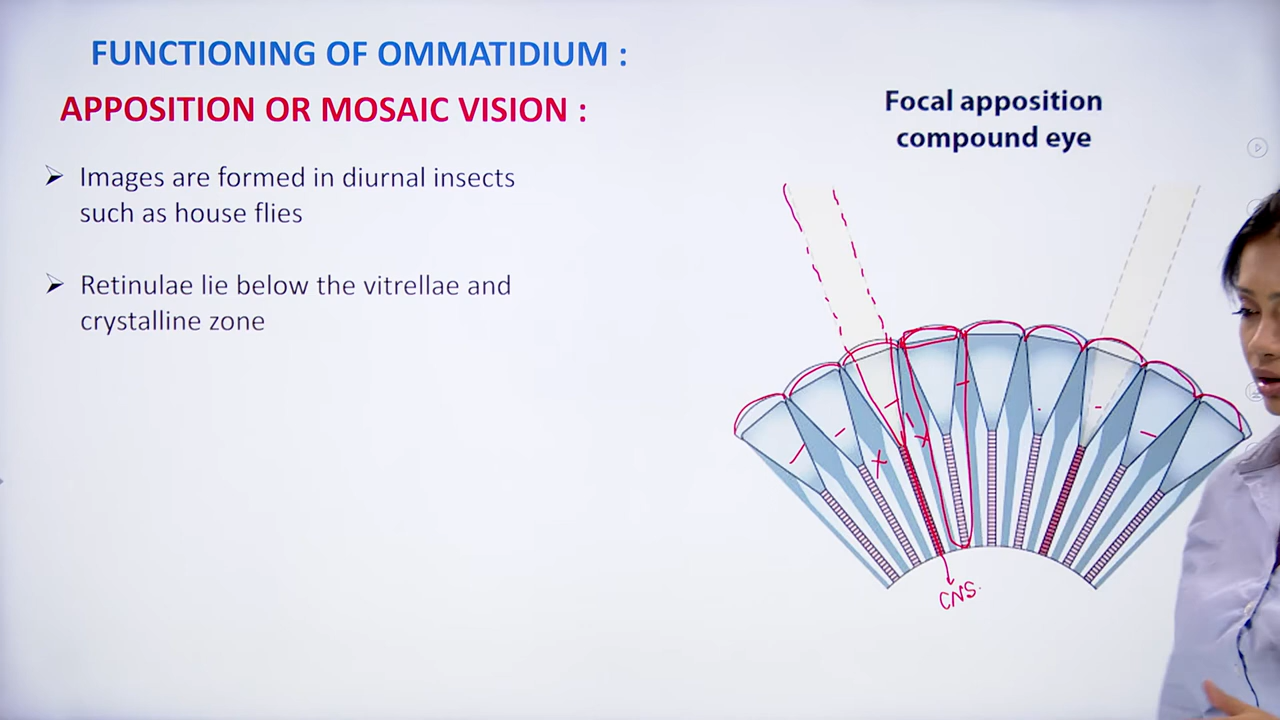 FUNCTIONING OF OMMATIDIUM :
APPOSITION OR MOSAIC VISION :
Images are formed in diurnal insects
such as house flies
Retinulae lie below the vitrellae and
crystalline zone
Focal apposition
compound eye
CNS